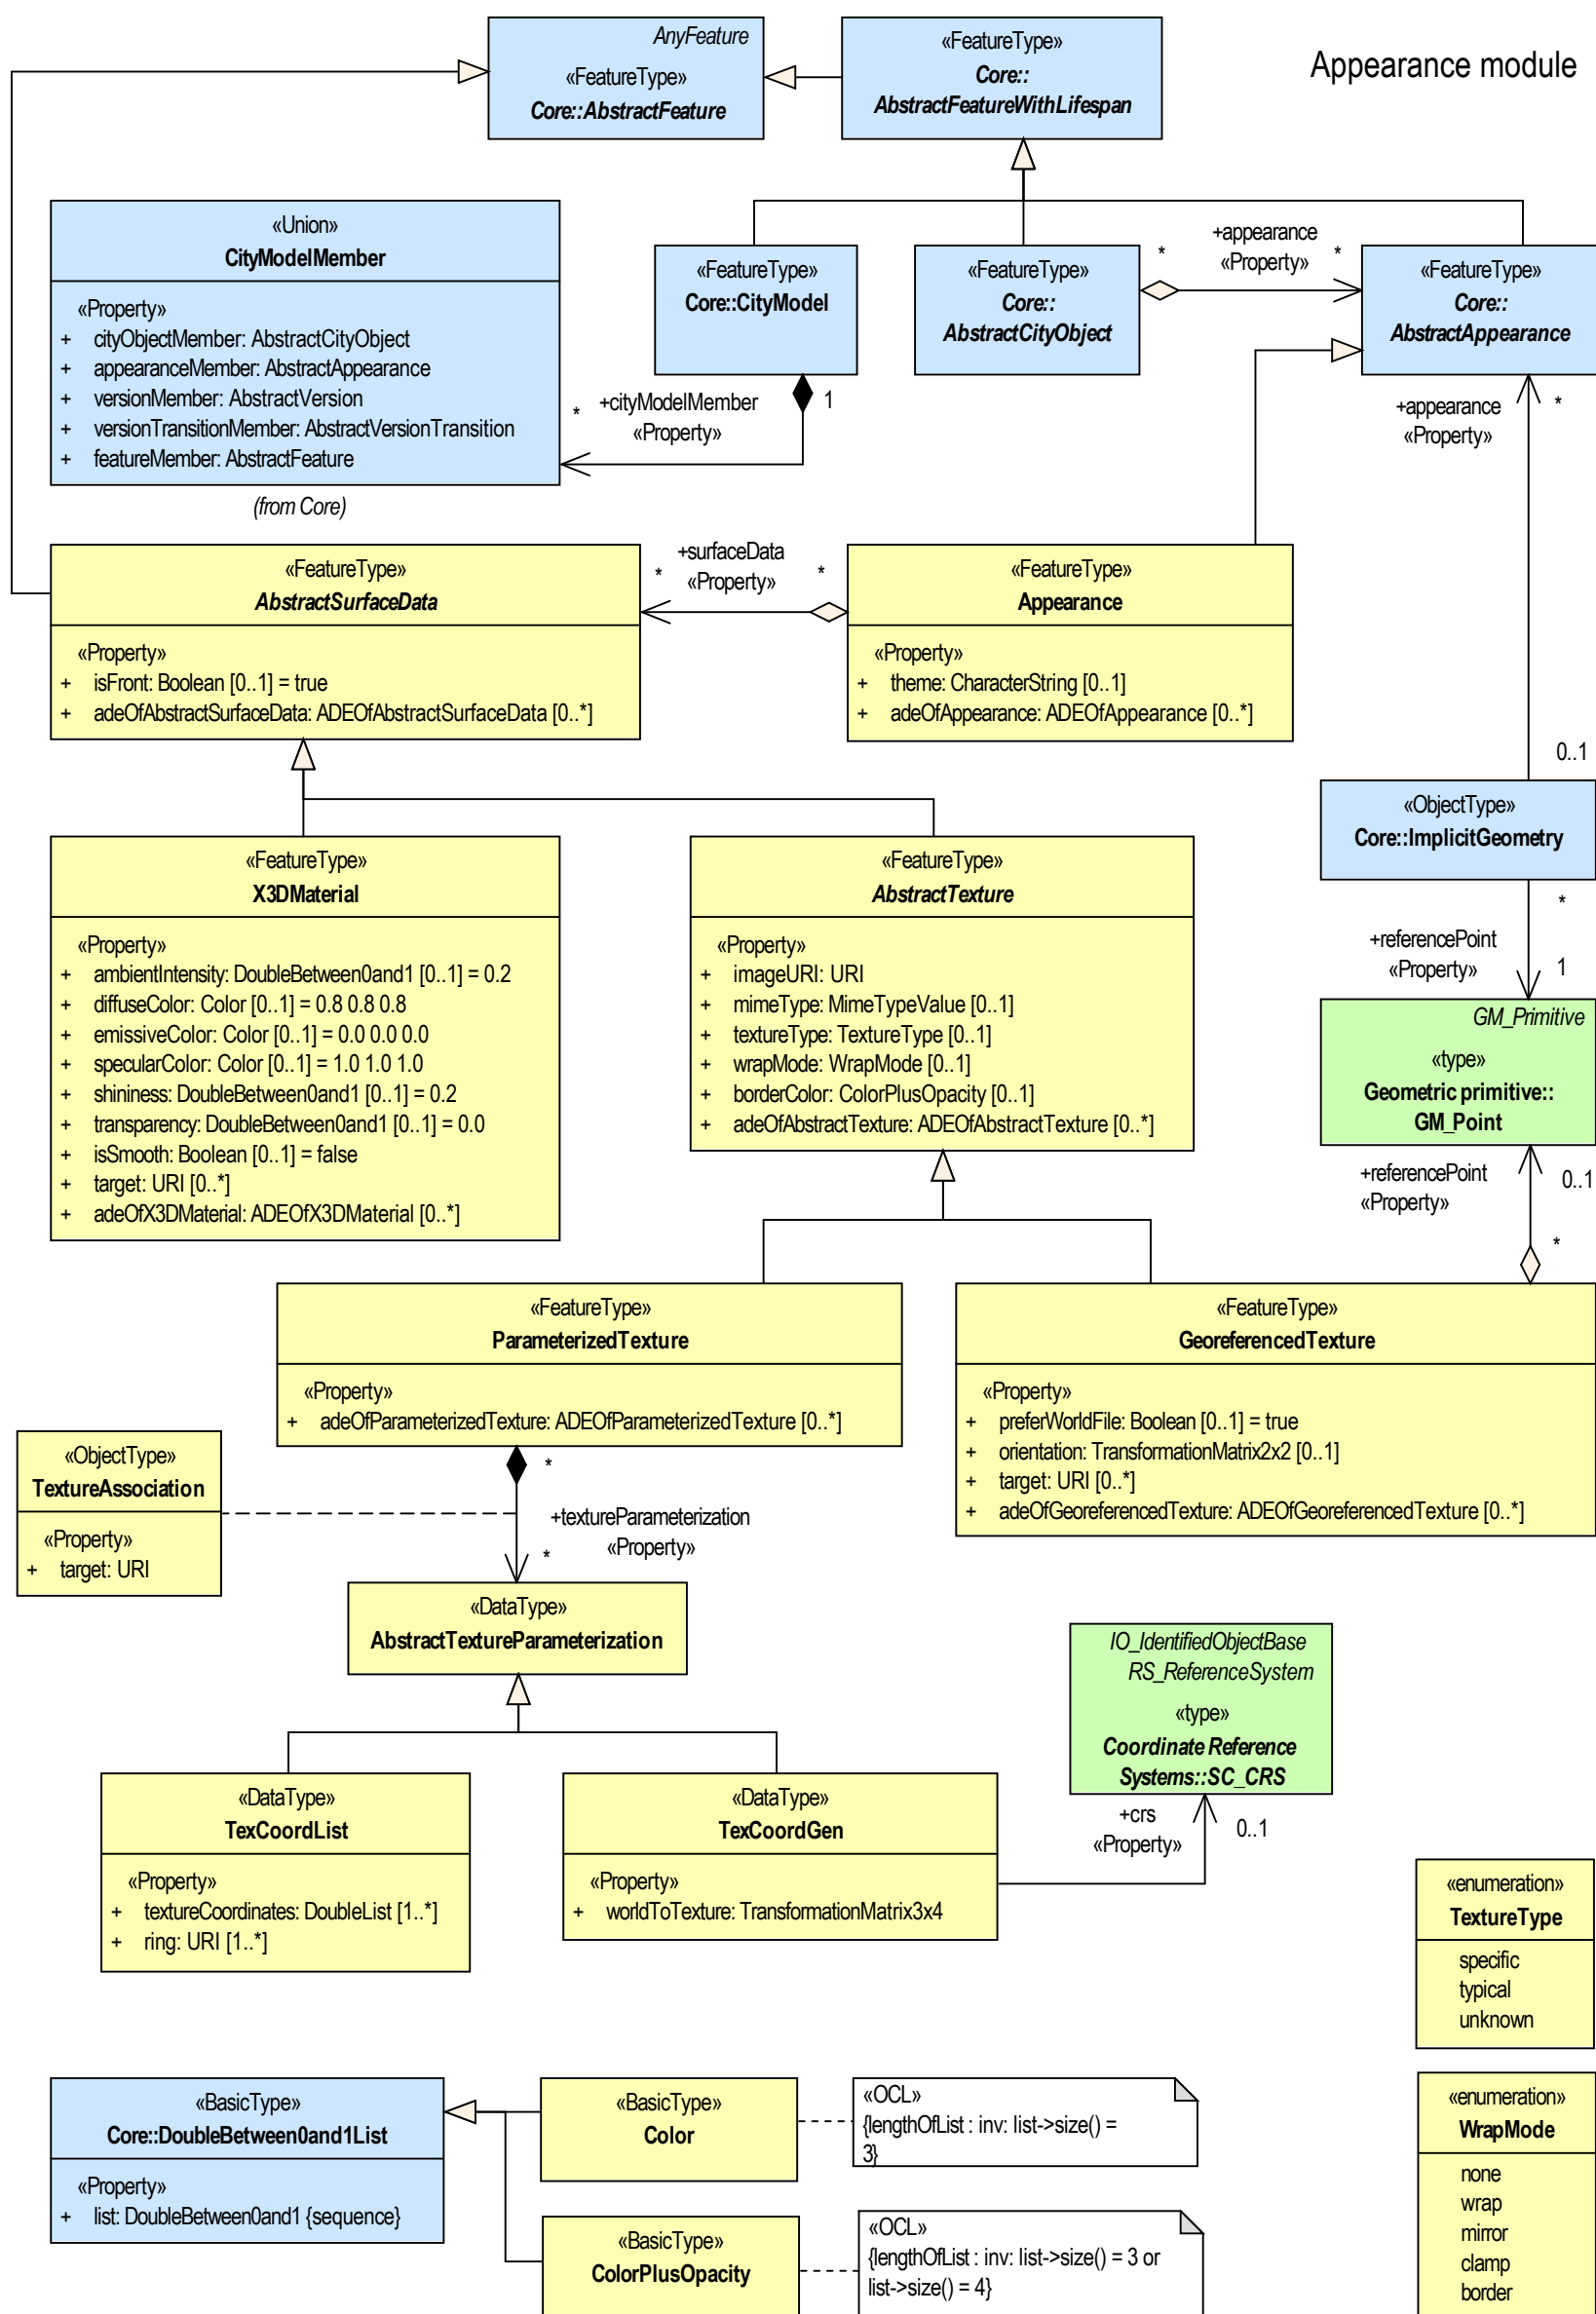 Appearance module
AnyFeature
«FeatureType»
Core::AbstractFeature
«FeatureType»
Core::
AbstractFeatureWithLifespan
«Union»
CityModelMember
«Property»
+ cityObjectMember: AbstractCityObject
+ appearanceMember: AbstractAppearance
+ versionMember: AbstractVersion
+ versionTransitionMember: AbstractVersionTransition
+ featureMember: AbstractFeature
(from Core)
«FeatureType»
Core::CityModel
* +cityModelMember 1
«Property»
«FeatureType»
Core::
AbstractCityObject
* +appearance *
«Property»
«FeatureType»
Core::
AbstractAppearance
+appearance *
«Property»
0..1
«FeatureType»
AbstractSurfaceData
«Property»
+ isFront: Boolean [0..1] = true
+ adeOfAbstractSurfaceData: ADEOfAbstractSurfaceData [0..*]
+surfaceData
* «Property» *
«FeatureType»
Appearance
«Property»
+ theme: CharacterString [0..1]
+ adeOfAppearance: ADEOfAppearance [0..*]
«ObjectType»
Core::ImplicitGeometry
*
+referencePoint
«Property» 1
«FeatureType»
X3DMaterial
«Property»
+ ambientIntensity: DoubleBetween0and1 [0..1] = 0.2
+ diffuseColor: Color [0..1] = 0.8 0.8 0.8
+ emissiveColor: Color [0..1] = 0.0 0.0 0.0
+ specularColor: Color [0..1] = 1.0 1.0 1.0
+ shininess: DoubleBetween0and1 [0..1] = 0.2
+ transparency: DoubleBetween0and1 [0..1] = 0.0
+ isSmooth: Boolean [0..1] = false
+ target: URI [0..*]
+ adeOfX3DMaterial: ADEOfX3DMaterial [0..*]
«FeatureType»
AbstractTexture
«Property»
+ imageURI: URI
+ mimeType: MimeTypeValue [0..1]
+ textureType: TextureType [0..1]
+ wrapMode: WrapMode [0..1]
+ borderColor: ColorPlusOpacity [0..1]
+ adeOfAbstractTexture: ADEOfAbstractTexture [0..*]
GM_Primitive
«type»
Geometric primitive::
GM_Point
+referencePoint 0..1
«Property»
*
«FeatureType»
ParameterizedTexture
«Property»
+ adeOfParameterizedTexture: ADEOfParameterizedTexture [0..*]
«FeatureType»
GeoreferencedTexture
«Property»
+ preferWorldFile: Boolean [0..1] = true
+ orientation: TransformationMatrix2x2 [0..1]
+ target: URI [0..*]
+ adeOfGeoreferencedTexture: ADEOfGeoreferencedTexture [0..*]
«ObjectType»
TextureAssociation
«Property»
+ target: URI
*
+textureParameterization
* «Property»
«DataType»
AbstractTextureParameterization
IO_IdentifiedObjectBase
RS_ReferenceSystem
«type»
Coordinate Reference
Systems::SC_CRS
+crs 0..1
«Property»
«DataType»
TexCoordList
«Property»
+ textureCoordinates: DoubleList [1..*]
+ ring: URI [1..*]
«DataType»
TexCoordGen
«Property»
+ worldToTexture: TransformationMatrix3x4
«enumeration»
TextureType
specific
typical
unknown
«BasicType»
Core::DoubleBetween0and1List
«Property»
+ list: DoubleBetween0and1 {sequence}
«BasicType»
Color
«OCL»
{lengthOfList : inv: list->size() =
3}
«BasicType»
ColorPlusOpacity
«OCL»
{lengthOfList : inv: list->size() = 3 or
list->size() = 4}
«enumeration»
WrapMode
none
wrap
mirror
clamp
border